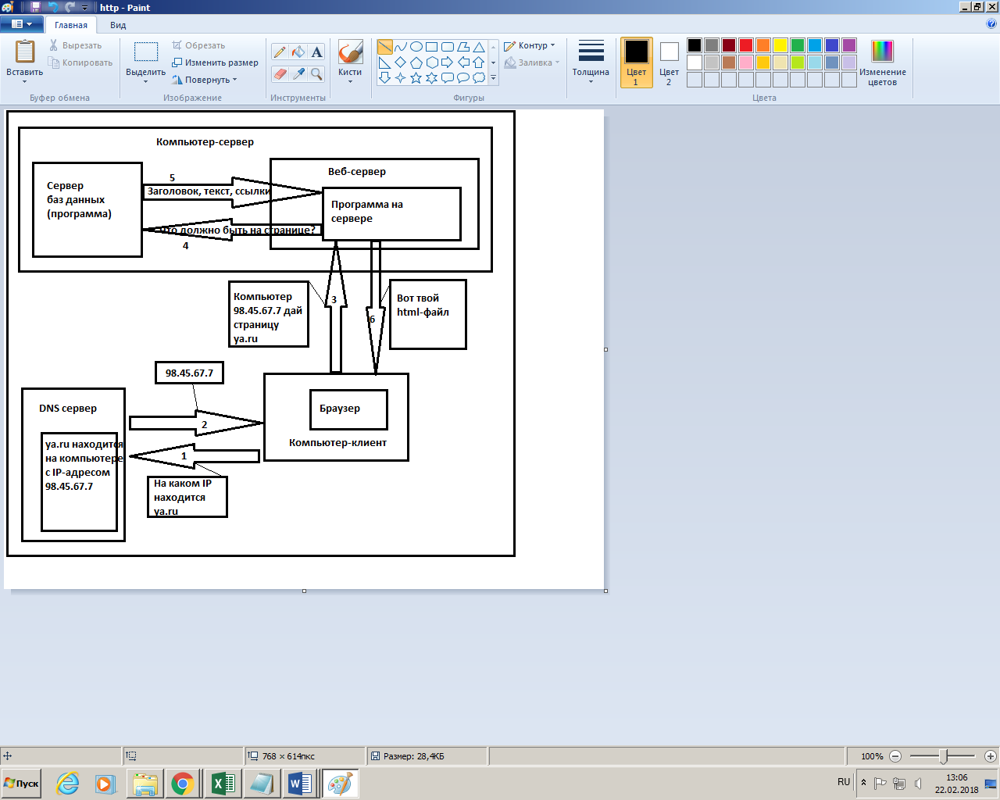 http - Paint
Главная
Вид
Вставить
Вырезать
Копировать
Буфер обмена
Выделить
Обрезать
Изменить размер
Повернуть
Изображение
A
Инструменты
Кисти
Контур
Заливка
Фигуры
Толщина
Цвет
1
Цвет
2
Изменение
цветов
Цвета
Компьютер-сервер
Сервер
баз данных
(программа)
5
Заголовок, текст, ссылки
Что должно быть на странице?
4
Веб-сервер
Программа на
сервере
Компьютер
98.45.67.7 дай
страницу
ya.ru
3
6
Вот твой
html-файл
98.45.67.7
DNS сервер
ya.ru находится
на компьютере
с IP-адресом
98.45.67.7
2
1
На каком IP
находится
ya.ru
Браузер
Компьютер-клиент
768 × 614пкс
Размер: 28,4КБ
100%
Пуск
RU
13:06
22.02.2018